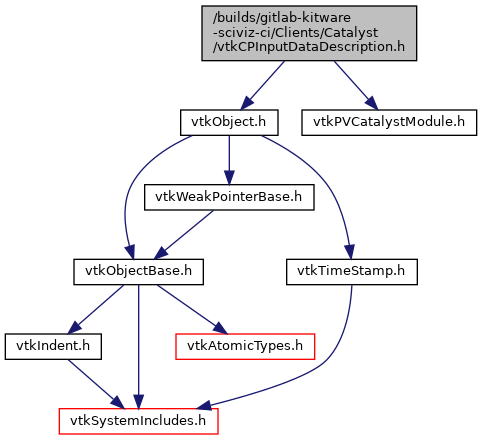 /builds/gitlab-kitware
-sciviz-ci/Clients/Catalyst
/vtkCPInputDataDescription.h
vtkObject.h
vtkPVCatalystModule.h
vtkWeakPointerBase.h
vtkObjectBase.h
vtkTimeStamp.h
vtkIndent.h
vtkAtomicTypes.h
vtkSystemIncludes.h